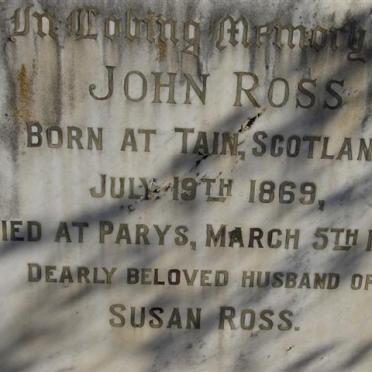 In Loving Memory
JOHN ROSS
BORN AT TAIN, SCOTLAN
JULY 19TH 1869,
IED AT PARYS, MARCH 5TH
DEARLY BELOVED HUSBAND OF
SUSAN ROSS.